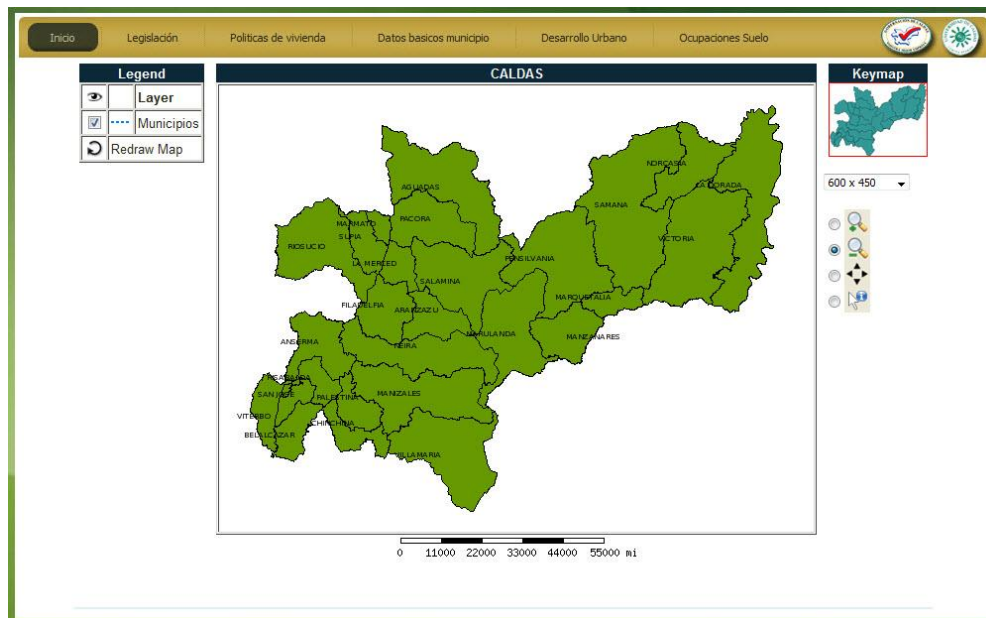 Inicio
Legislación
Politicas de vivienda
Datos basicos municipio
Desarrollo Urbano
Ocupaciones Suelo
Legend
Layer
Municipios
Redraw Map
CALDAS
Keymap
600 x 450
NORCASIA
LA DORADA
AGUADAS
SAMANA
PACORA
MARMATO
SUPIA
RIOSUCIO
VICTORIA
LA MERCED
PENSILVANIA
SALAMINA
MARQUETALIA
FILADELFIA
ARANZAZU
MARULANDA
MANZANARES
ANSERMA
NEIRA
RISARALDA
SAN JOSE
PALESTINA
MANIZALES
VITERBO
CHINCHINA
BELALCAZAR
VILLAMARIA
0 11000 22000 33000 44000 55000 mi